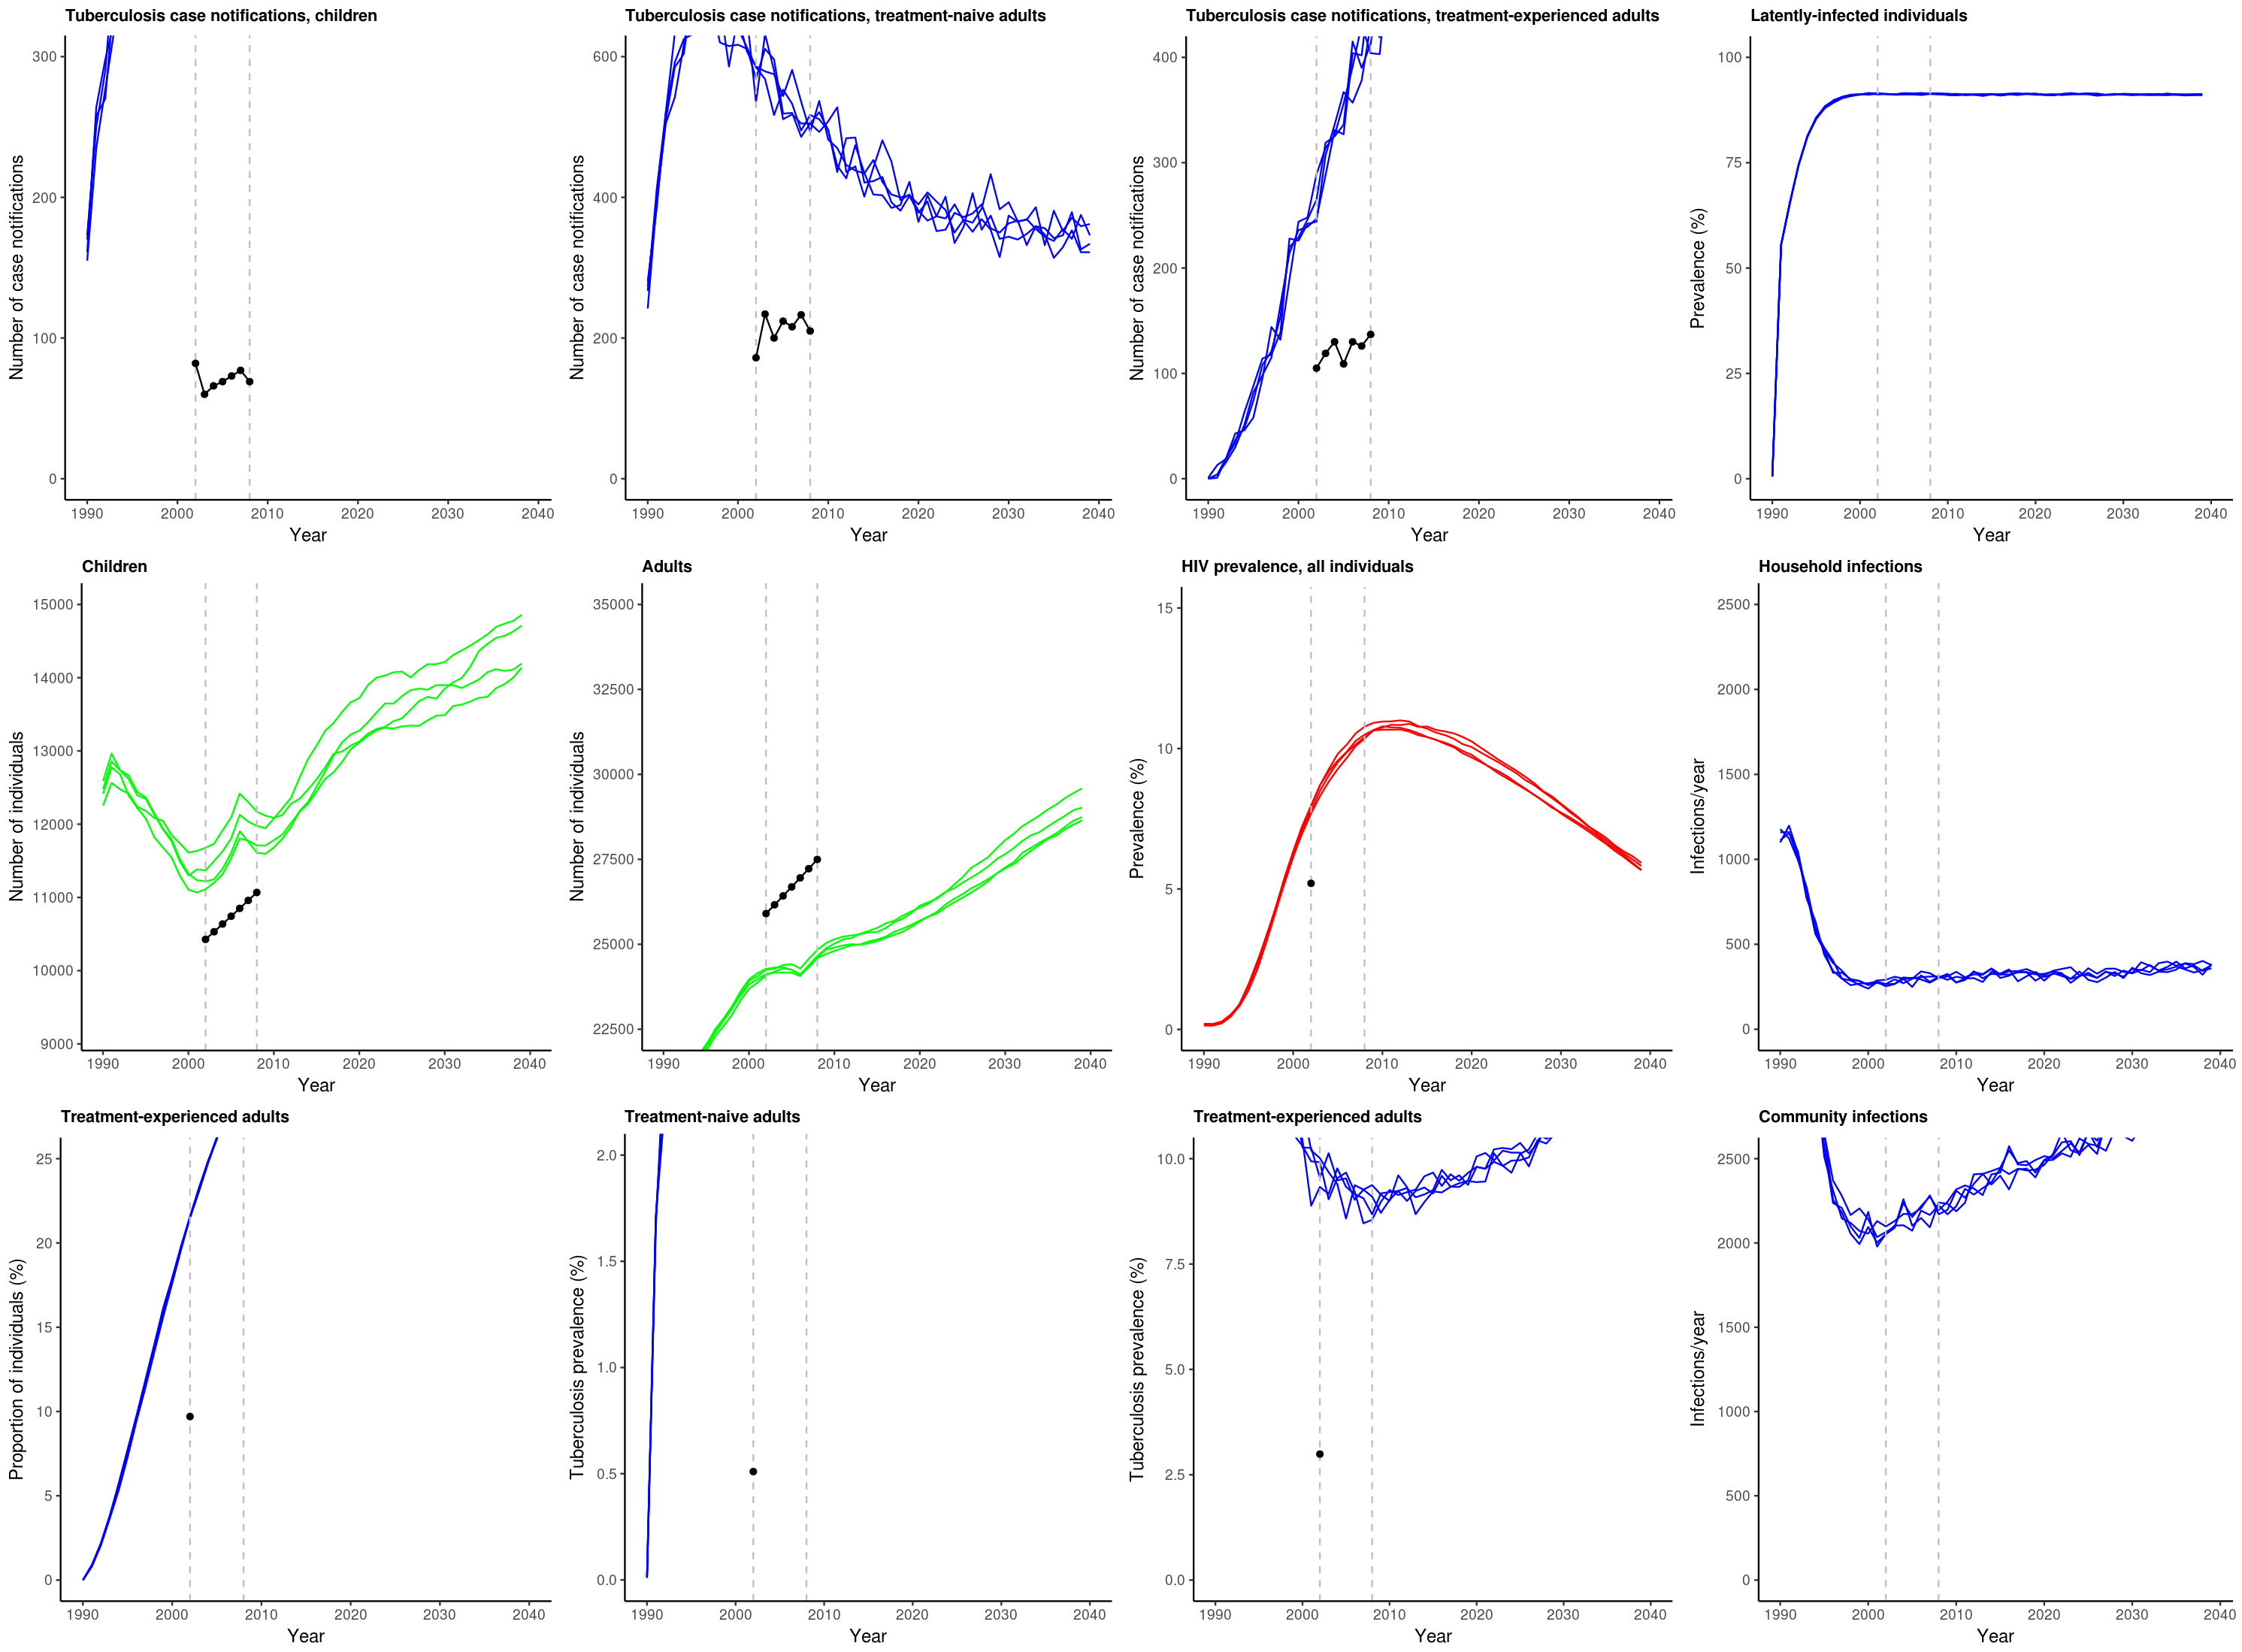 Tuberculosis case notifications, children
Number of case notifications
300
200
100
0
1990 2000 2010 2020 2030 2040
Year
Tuberculosis case notifications, treatment-naive adults
Number of case notifications
600
400
200
0
1990 2000 2010 2020 2030 2040
Year
Tuberculosis case notifications, treatment-experienced adults
Number of case notifications
400
300
200
100
0
1990 2000 2010 2020 2030 2040
Year
Latently-infected individuals
Prevalence (%)
100
75
50
25
0
1990 2000 2010 2020 2030 2040
Year
Children
Number of individuals
15000
14000
13000
12000
11000
10000
9000
1990 2000 2010 2020 2030 2040
Year
Adults
Number of individuals
35000
32500
30000
27500
25000
22500
1990 2000 2010 2020 2030 2040
Year
HIV prevalence, all individuals
Prevalence (%)
15
10
5
0
1990 2000 2010 2020 2030 2040
Year
Household infections
Infections/year
2500
2000
1500
1000
500
0
1990 2000 2010 2020 2030 2040
Year
Treatment-experienced adults
Proportion of individuals (%)
25
20
15
10
5
0
1990 2000 2010 2020 2030 2040
Year
Treatment-naive adults
Tuberculosis prevalence (%)
2.0
1.5
1.0
0.5
0.0
1990 2000 2010 2020 2030 2040
Year
Treatment-experienced adults
Tuberculosis prevalence (%)
10.0
7.5
5.0
2.5
0.0
1990 2000 2010 2020 2030 2040
Year
Community infections
Infections/year
2500
2000
1500
1000
500
0
1990 2000 2010 2020 2030 2040
Year